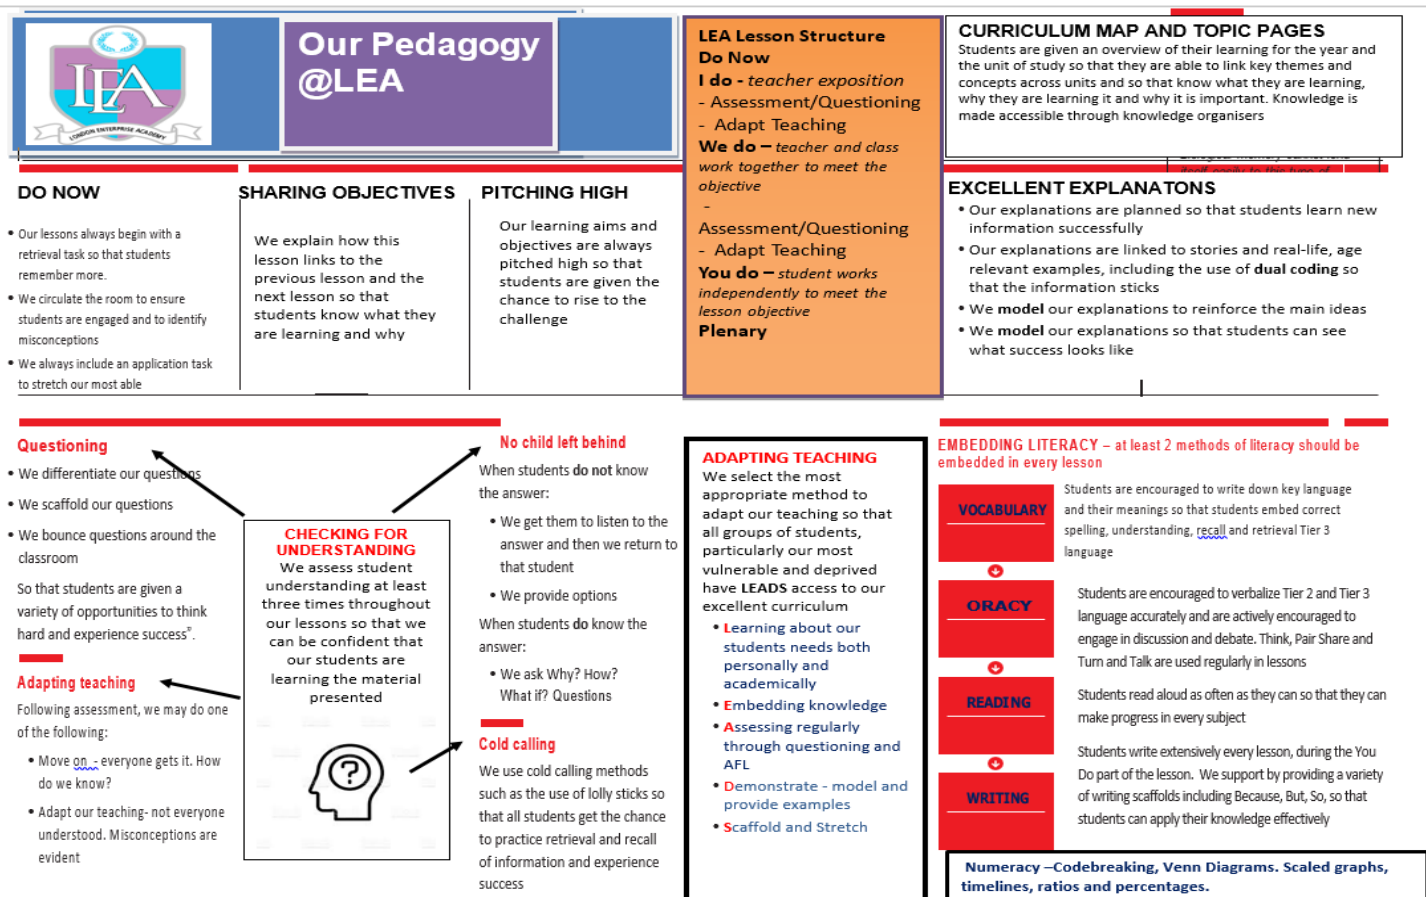 LEA
LONDON ENTERPRISE ACADEMY
Our Pedagogy
@LEA
LEA Lesson Structure
Do Now
I do - teacher exposition
- Assessment/Questioning
- Adapt Teaching
We do – teacher and class
work together to meet the
objective
-
Assessment/Questioning
- Adapt Teaching
You do – student works
independently to meet the
lesson objective
Plenary
CURRICULUM MAP AND TOPIC PAGES
Students are given an overview of their learning for the year and
the unit of study so that they are able to link key themes and
concepts across units and so that know what they are learning,
why they are learning it and why it is important. Knowledge is
made accessible through knowledge organisers
DO NOW
• Our lessons always begin with a
retrieval task so that students
remember more.
• We circulate the room to ensure
students are engaged and to identify
misconceptions
• We always include an application task
to stretch our most able
SHARING OBJECTIVES
We explain how this
lesson links to the
previous lesson and the
next lesson so that
students know what they
are learning and why
PITCHING HIGH
Our learning aims and
objectives are always
pitched high so that
students are given the
chance to rise to the
challenge
EXCELLENT EXPLANATONS
• Our explanations are planned so that students learn new
information successfully
• Our explanations are linked to stories and real-life, age
relevant examples, including the use of dual coding so
that the information sticks
• We model our explanations to reinforce the main ideas
• We model our explanations so that students can see
what success looks like
Questioning
• We differentiate our questions
• We scaffold our questions
• We bounce questions around the
classroom
So that students are given a
variety of opportunities to think
hard and experience success”.
Adapting teaching
Following assessment, we may do one
of the following:
• Move on - everyone gets it. How
do we know?
• Adapt our teaching- not everyone
understood. Misconceptions are
evident
CHECKING FOR
UNDERSTANDING
We assess student
understanding at least
three times throughout
our lessons so that we
can be confident that
our students are
learning the material
presented
?
No child left behind
When students do not know
the answer:
• We get them to listen to the
answer and then we return to
that student
• We provide options
When students do know the
answer:
• We ask Why? How?
What if? Questions
Cold calling
We use cold calling methods
such as the use of lolly sticks so
that all students get the chance
to practice retrieval and recall
of information and experience
success
ADAPTING TEACHING
We select the most
appropriate method to
adapt our teaching so that
all groups of students,
particularly our most
vulnerable and deprived
have LEADS access to our
excellent curriculum
• Learning about our
students needs both
personally and
academically
• Embedding knowledge
• Assessing regularly
through questioning and
AFL
• Demonstrate - model and
provide examples
• Scaffold and Stretch
EMBEDDING LITERACY – at least 2 methods of literacy should be
embedded in every lesson
VOCABULARY
Students are encouraged to write down key language
and their meanings so that students embed correct
spelling, understanding, recall and retrieval Tier 3
language
ORACY
Students are encouraged to verbalize Tier 2 and Tier 3
language accurately and are actively encouraged to
engage in discussion and debate. Think, Pair Share and
Turn and Talk are used regularly in lessons
READING
Students read aloud as often as they can so that they can
make progress in every subject
WRITING
Students write extensively every lesson, during the You
Do part of the lesson. We support by providing a variety
of writing scaffolds including Because, But, So, so that
students can apply their knowledge effectively
Numeracy –Codebreaking, Venn Diagrams. Scaled graphs,
timelines, ratios and percentages.